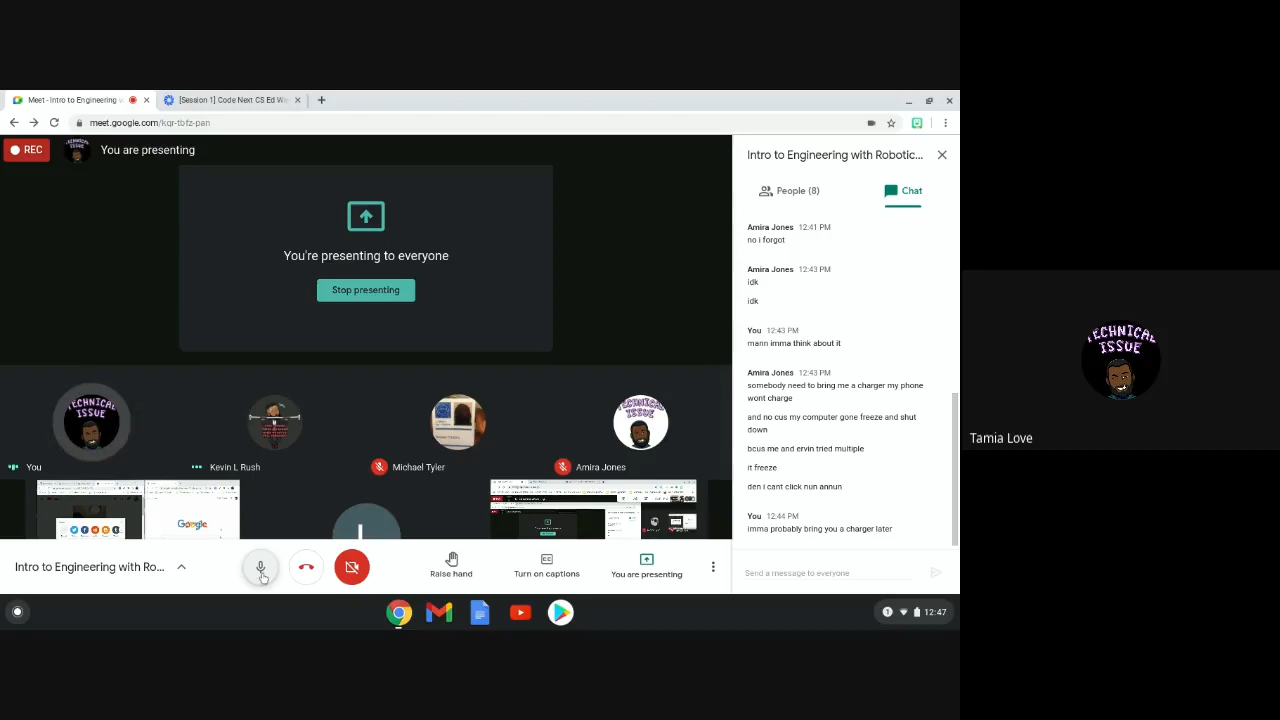 Meet - Intro to Engineering w
[Session 1] Code Next CS Ed W
meet.google.com/kqr-tbfz-pan
REC
You are presenting
You're presenting to everyone
Stop presenting
TECHNICAL
ISSUE
You
Kevin L Rush
Michael Tyler
TECHNICAL
ISSUE
Amira Jones
Google
L
Intro to Engineering with Robotic...
People (8)
Chat
Amira Jones 12:41 PM
no i forgot
Amira Jones 12:43 PM
idk
idk
You 12:43 PM
mann imma think about it
Amira Jones 12:43 PM
somebody need to bring me a charger my phone
wont charge
and no cus my computer gone freeze and shut
down
bcus me and ervin tried multiple
it freeze
den i cant click nun annun
You 12:44 PM
imma probably bring you a charger later
Send a message to everyone
Intro to Engineering with Ro...
Raise hand
Turn on captions
You are presenting
1
12:47
TECHNICAL
ISSUE
Tamia Love